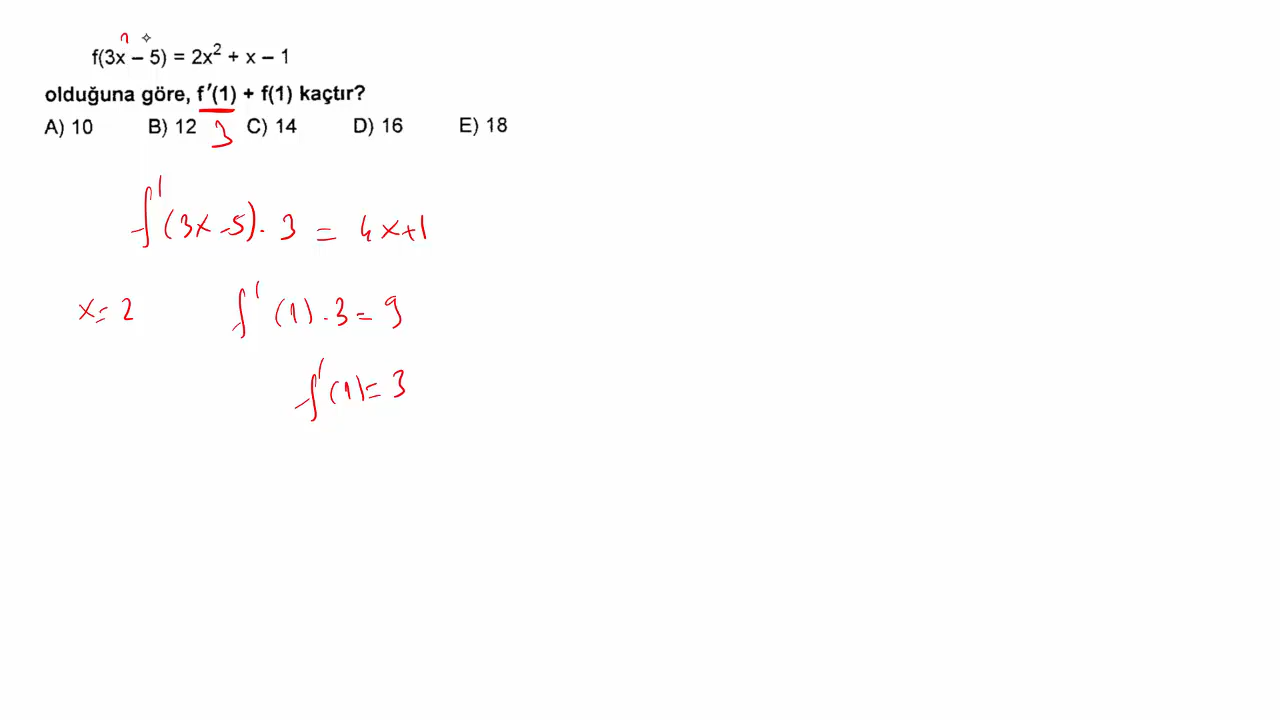 f(3x – 5) = 2x² + x – 1
olduğuna göre, f′(1) + f(1) kaçtır?
A) 10 B) 12 C) 14 D) 16 E) 18
3
f′(3x-5)·3 = 4x+1
x=2 f′(1)·3=9
f′(1)=3